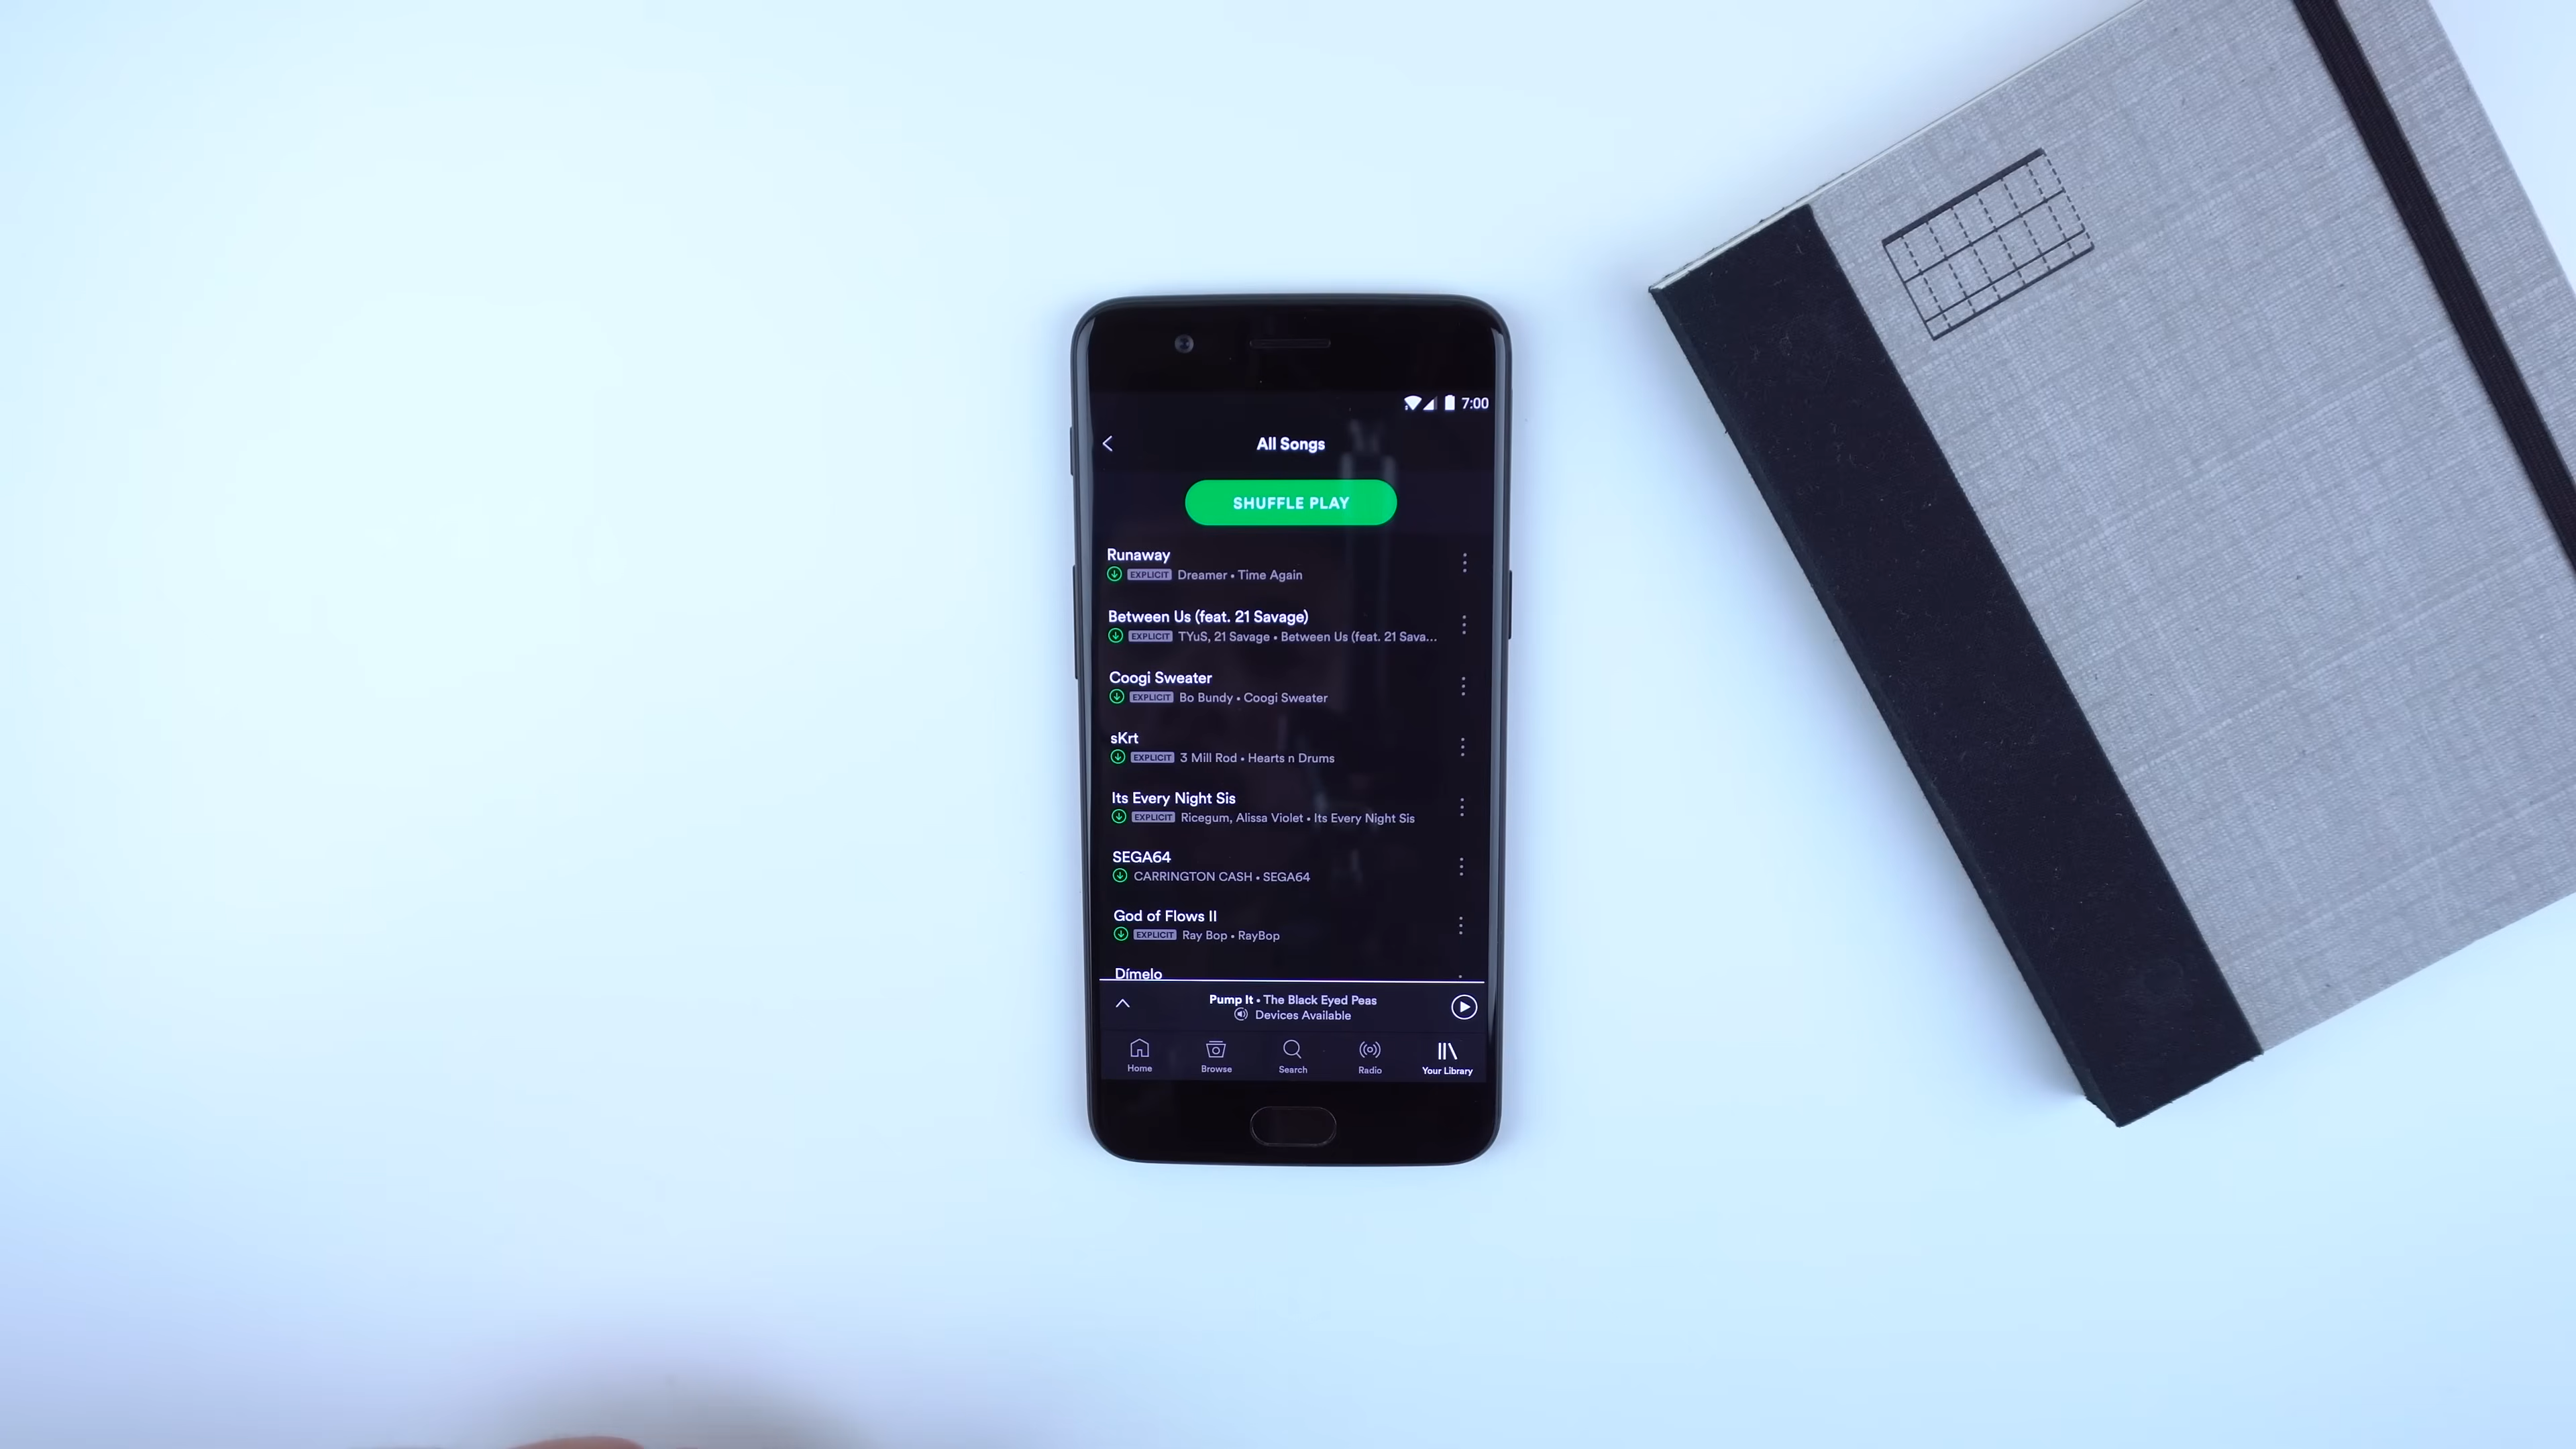 7:00
All Songs
SHUFFLE PLAY
Runaway
EXPLICIT Dreamer • Time Again
Between Us (feat. 21 Savage)
EXPLICIT TYuS, 21 Savage • Between Us (feat. 21 Sava...
Coogi Sweater
EXPLICIT Bo Bundy • Coogi Sweater
sKrt
EXPLICIT 3 Mill Rod • Hearts n Drums
Its Every Night Sis
EXPLICIT Ricegum, Alissa Violet • Its Every Night Sis
SEGA64
CARRINGTON CASH • SEGA64
God of Flows II
EXPLICIT Ray Bop • RayBop
Dímelo
Pump It • The Black Eyed Peas
Devices Available
Home Browse Search Radio Your Library